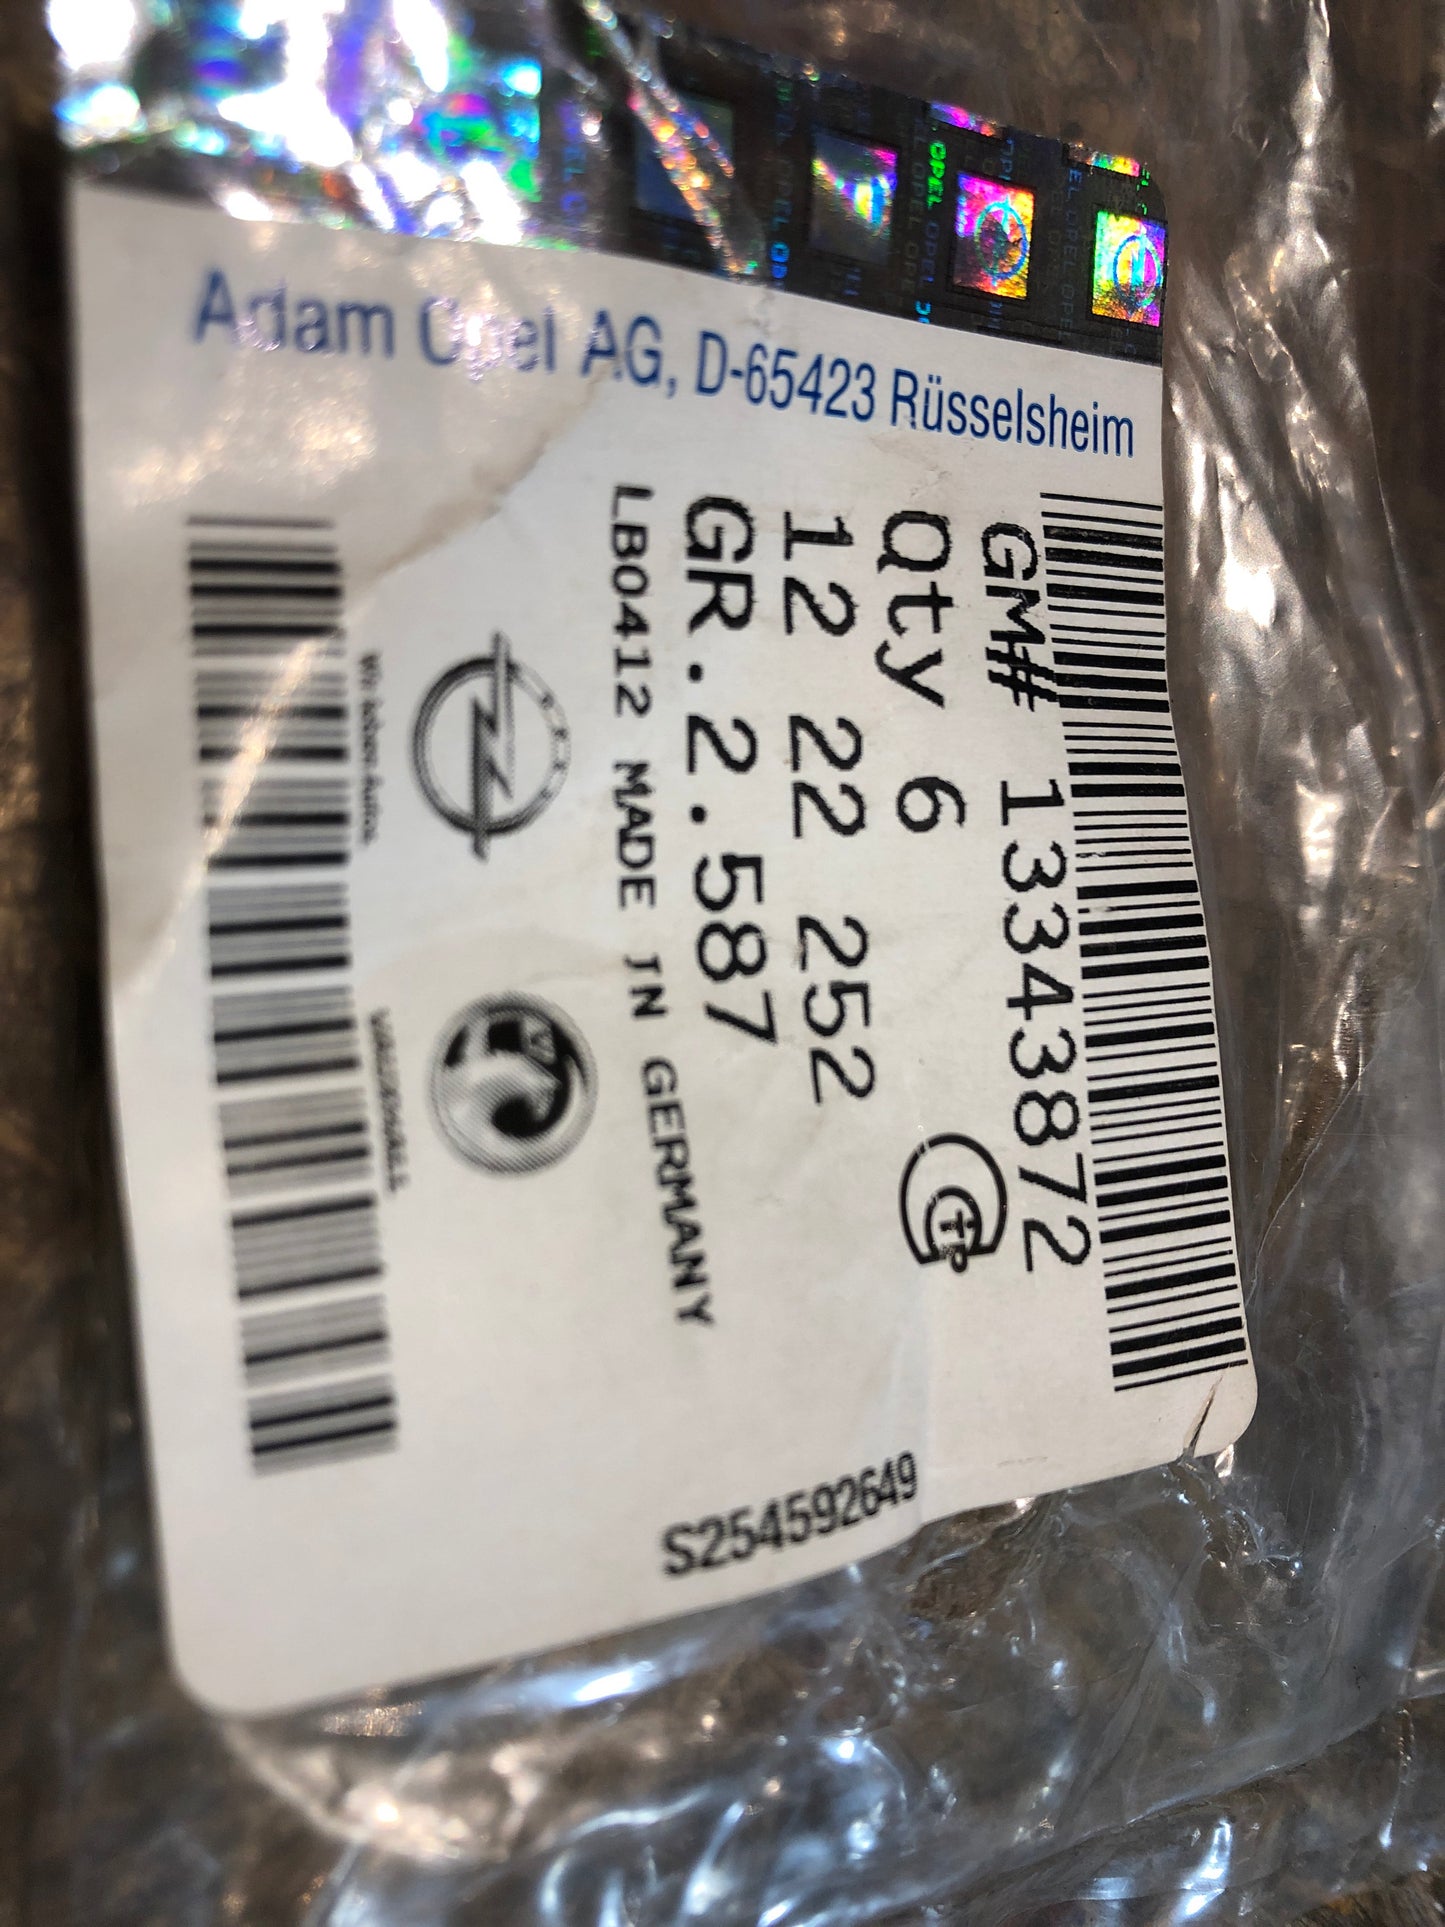 Adam Opel AG, D-65423 Rüsselsheim
GM# 13343872
Qty 6
12 22 252
GR.2.587
LB0412 MADE IN GERMANY
S254592649
OPEL